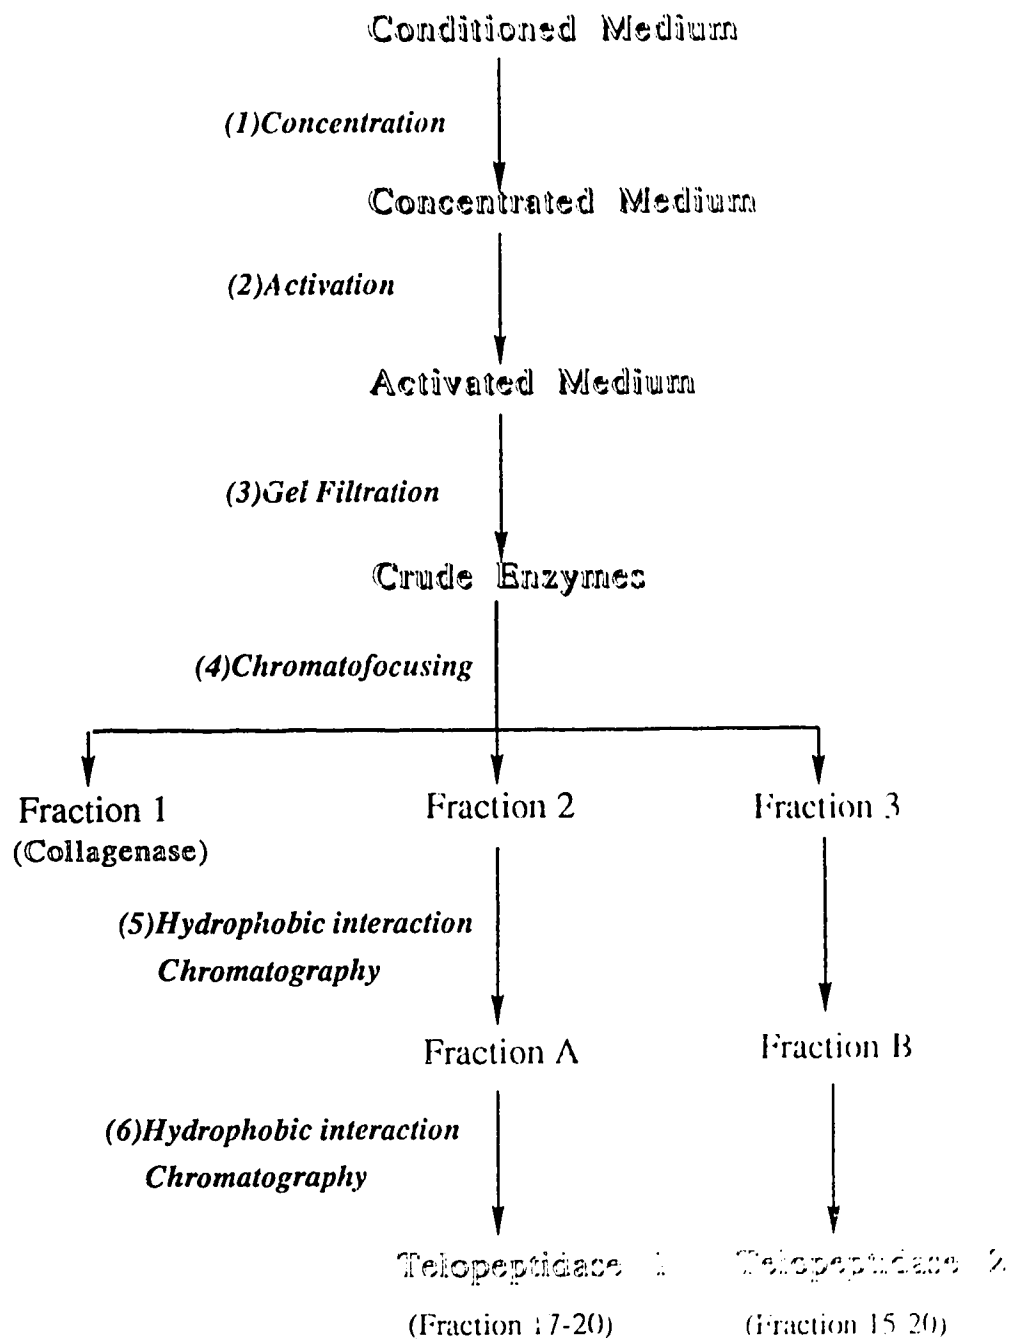 Conditioned Medium
(1)Concentration
Concentrated Medium
(2)Activation
Activated Medium
(3)Gel Filtration
Crude Enzymes
(4)Chromatofocusing
Fraction 1
(Collagenase)
Fraction 2
Fraction 3
(5)Hydrophobic interaction
Chromatography
Fraction A
Fraction B
(6)Hydrophobic interaction
Chromatography
Telopeptidase 1
(Fraction 17-20)
Telopeptidase 2
(Fraction 15-20)